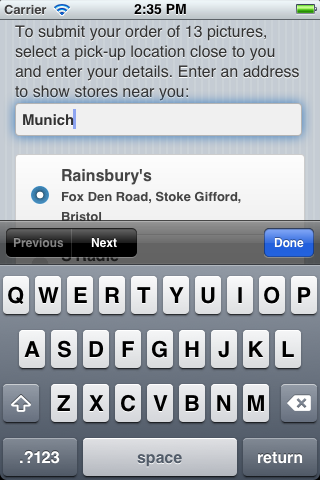 Carrier 2:35 PM
To submit your order of 13 pictures,
select a pick-up location close to you
and enter your details. Enter an address
to show stores near you:
Munich
Rainsbury's
Fox Den Road, Stoke Gifford,
Bristol
Previous Next Done
Q W E R T Y U I O P
A S D F G H J K L
Z X C V B N M
.?123 space return